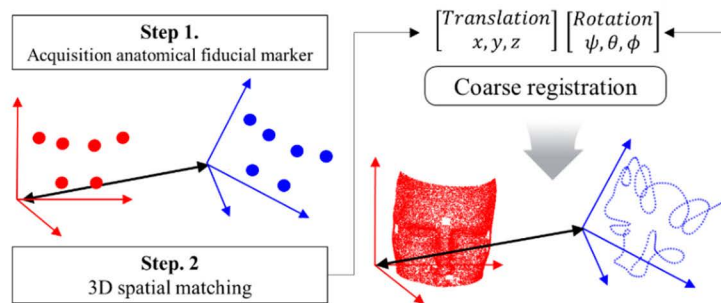 Step 1.
Acquisition anatomical fiducial marker
Step. 2
3D spatial matching
[Translation] [Rotation]
[x, y, z] [ψ, θ, ϕ]
Coarse registration